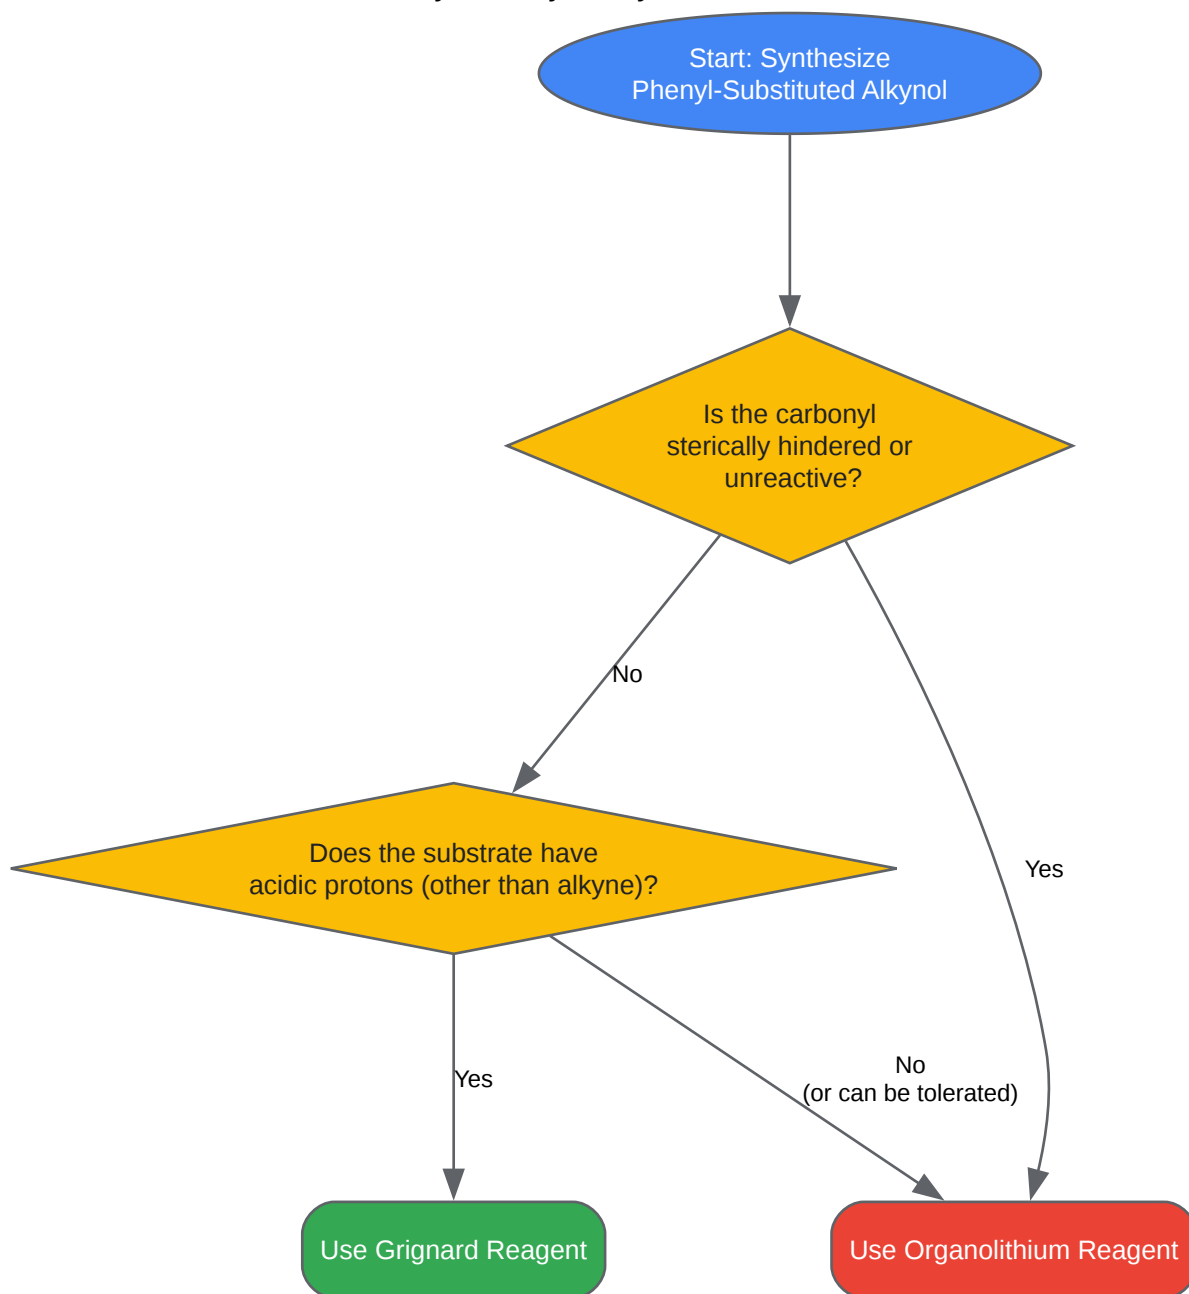 Start: Synthesize
Phenyl-Substituted Alkynol
Is the carbonyl
sterically hindered or
unreactive?
No
Does the substrate have
acidic protons (other than alkyne)?
Yes
Yes
No
(or can be tolerated)
Use Grignard Reagent
Use Organolithium Reagent